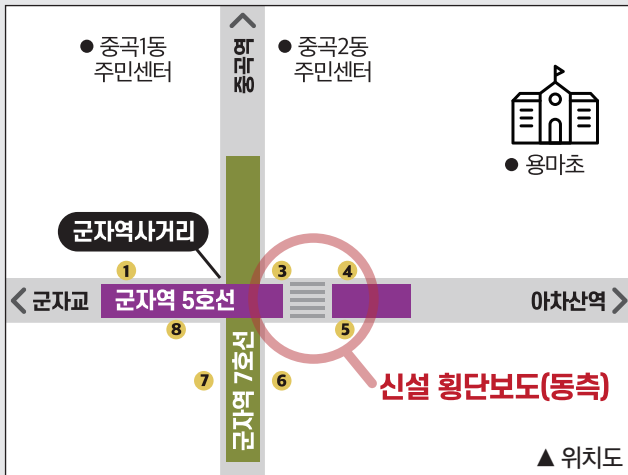 ● 중곡1동
주민센터
중곡역
● 중곡2동
주민센터
● 용마초
군자역사거리
1
3
4
군자교
군자역 5호선
아차산역
8
5
7
6
군자역 7호선
신설 횡단보도(동측)
▲ 위치도